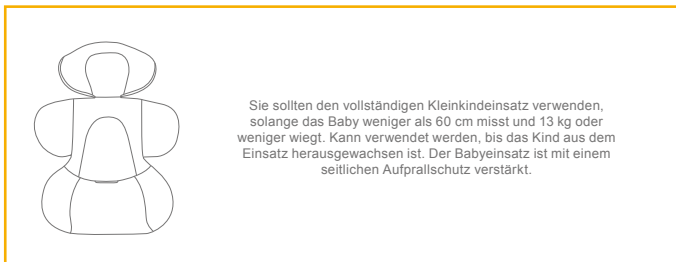 Sie sollten den vollständigen Kleinkindeinsatz verwenden,
solange das Baby weniger als 60 cm misst und 13 kg oder
weniger wiegt. Kann verwendet werden, bis das Kind aus dem
Einsatz herausgewachsen ist. Der Babyeinsatz ist mit einem
seitlichen Aufprallschutz verstärkt.